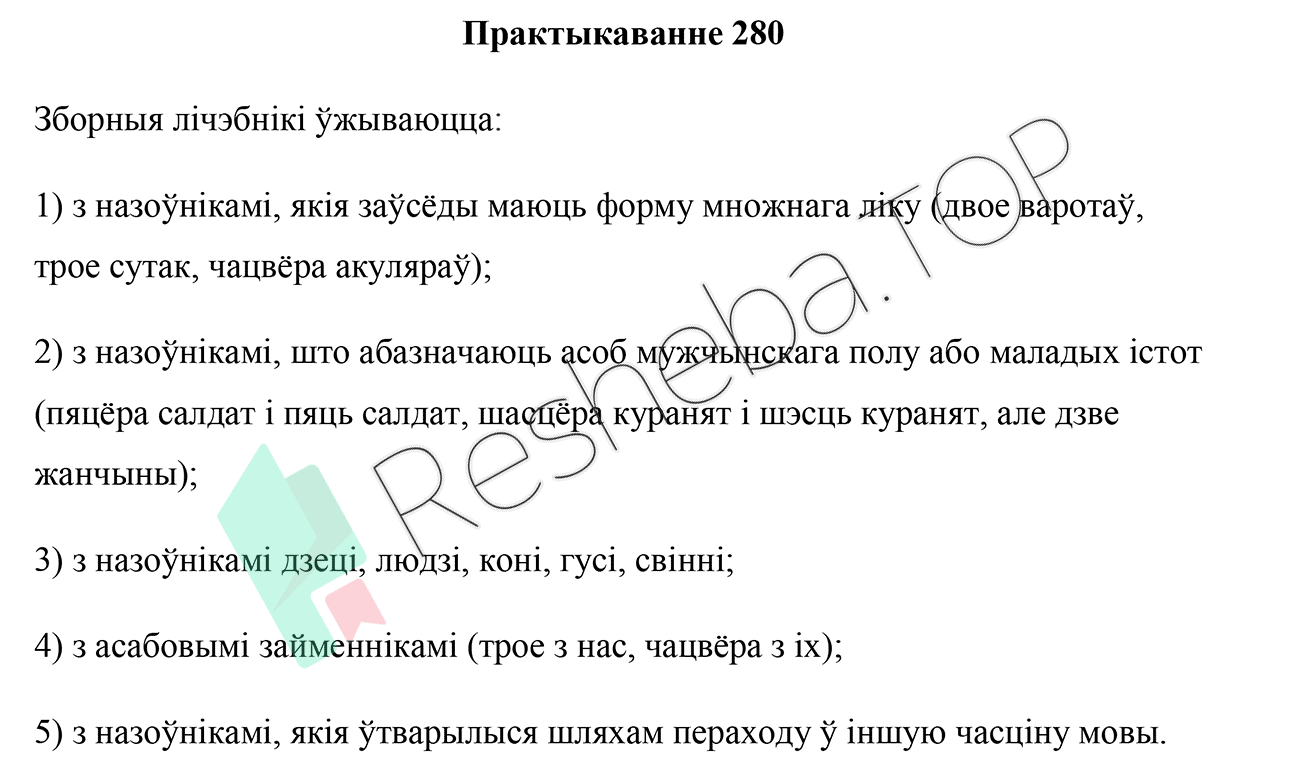 Практыкаванне 280
Зборныя лічэбнікі ўжываюцца:
1) з назоўнікамі, якія заўсёды маюць форму множнага ліку (двое варотаў,
трое сутак, чацвёра акуляраў);
2) з назоўнікамі, што абазначаюць асоб мужчынскага полу або маладых істот
(пяцёра салдат і пяць салдат, шасцёра куранят і шэсць куранят, але дзве
жанчыны);
3) з назоўнікамі дзеці, людзі, коні, гусі, свінні;
4) з асабовымі займеннікамі (трое з нас, чацвёра з іх);
5) з назоўнікамі, якія ўтварылыся шляхам пераходу ў іншую часціну мовы.
Resheba.TOP